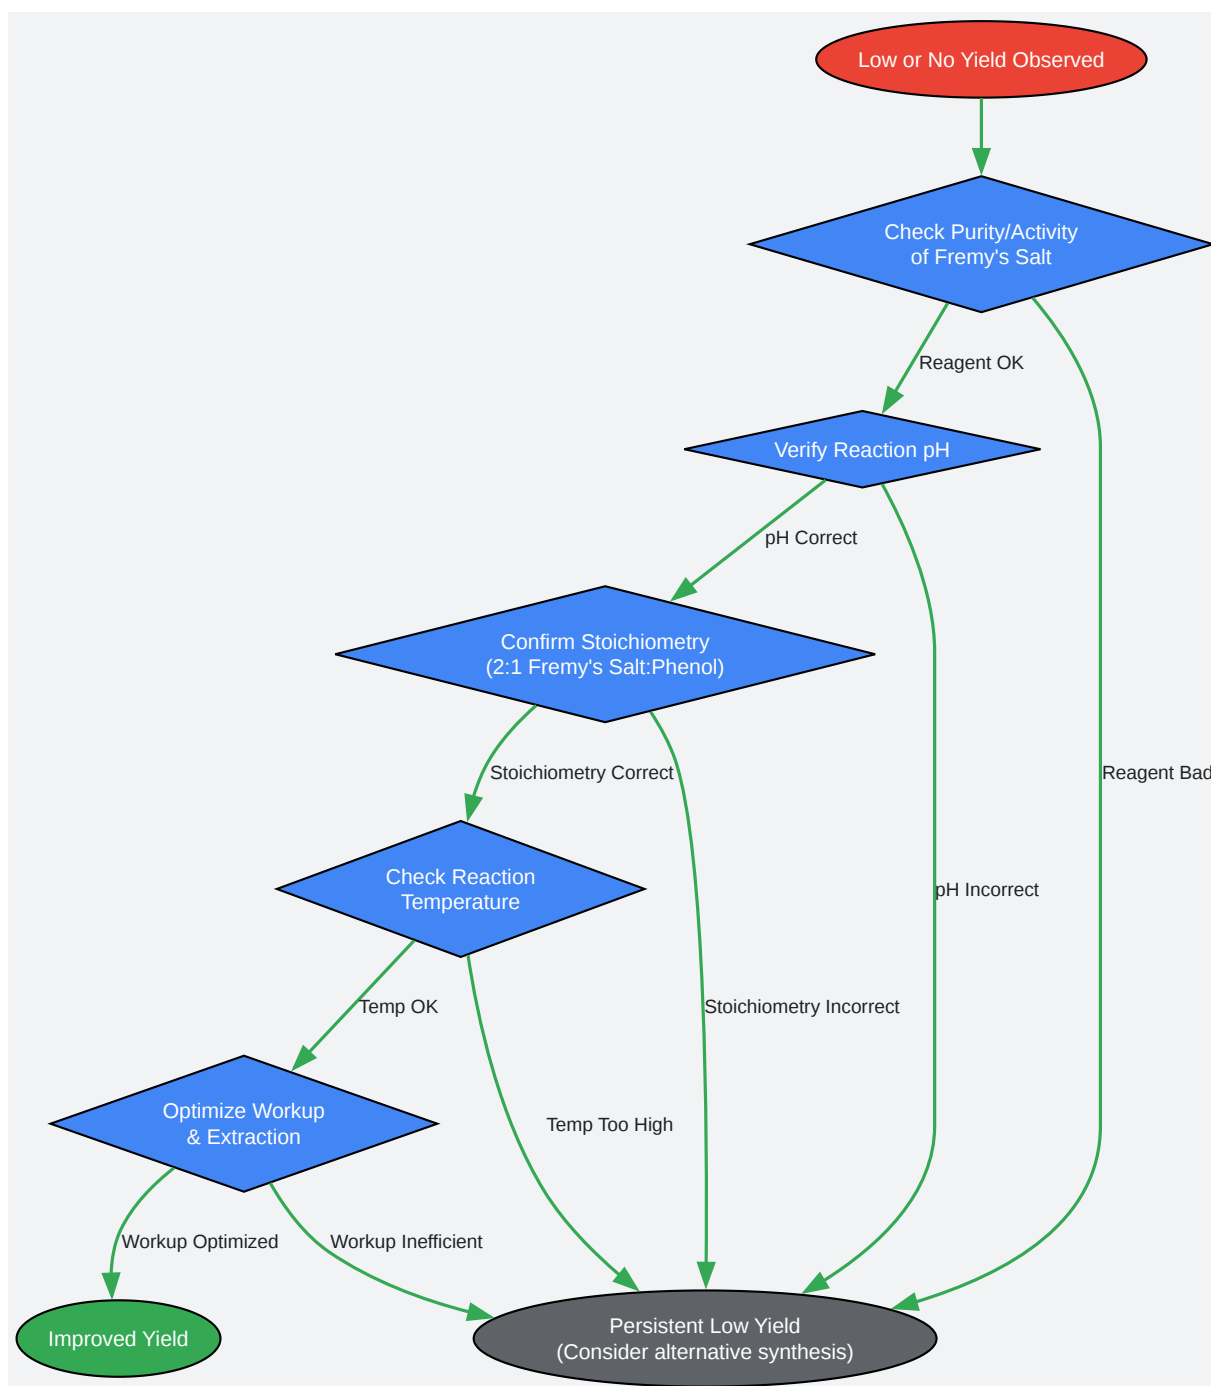 Low or No Yield Observed
Check Purity/Activity
of Fremy's Salt
Reagent OK
Verify Reaction pH
pH Correct
Confirm Stoichiometry
(2:1 Fremy's Salt:Phenol)
Stoichiometry Correct
Reagent Bad
Check Reaction
Temperature
pH Incorrect
Temp OK
Stoichiometry Incorrect
Optimize Workup
& Extraction
Temp Too High
Workup Optimized
Workup Inefficient
Improved Yield
Persistent Low Yield
(Consider alternative synthesis)